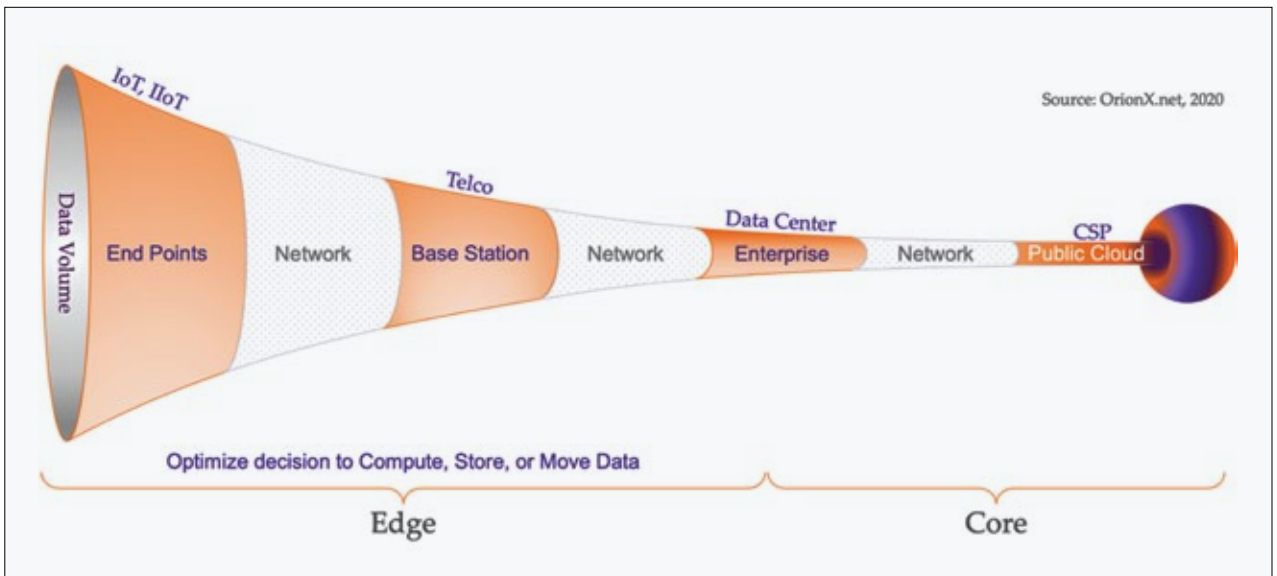 IoT, IIoT
Source: OrionX.net, 2020
Telco
Data Center
CSP
Data Volume
End Points
Network
Base Station
Network
Enterprise
Network
Public Cloud
Optimize decision to Compute, Store, or Move Data
Edge
Core